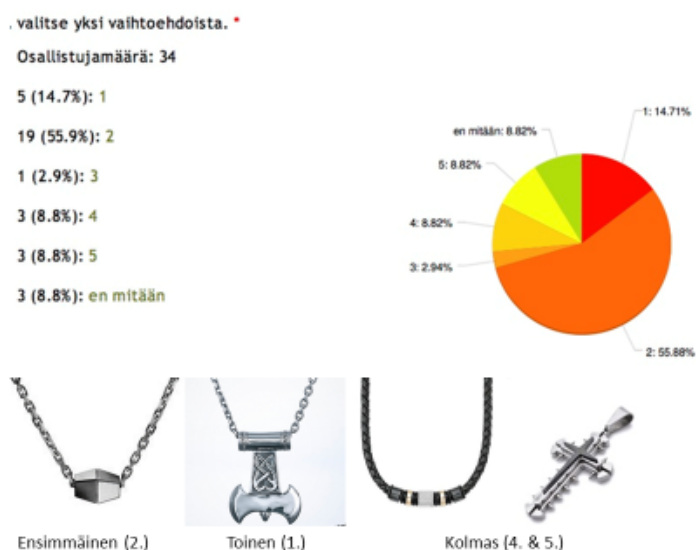 . valitse yksi vaihtoehdoista. *
Osallistujamäärä: 34
5 (14.7%): 1
19 (55.9%): 2
1 (2.9%): 3
3 (8.8%): 4
3 (8.8%): 5
3 (8.8%): en mitään
1: 14.71%
en mitään: 8.82%
5: 8.82%
4: 8.82%
3: 2.94%
2: 55.88%
Ensimmäinen (2.)
Toinen (1.)
Kolmas (4. & 5.)